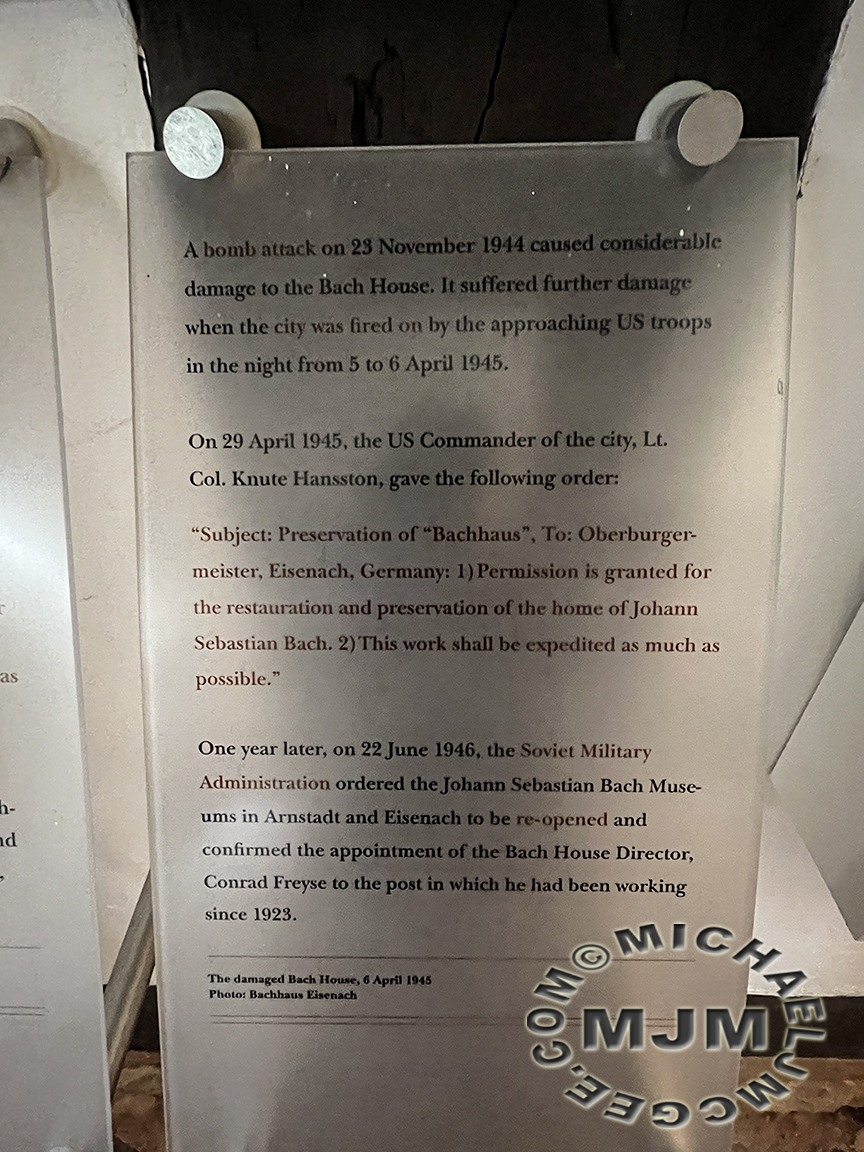 A bomb attack on 23 November 1944 caused considerable
damage to the Bach House. It suffered further damage
when the city was fired on by the approaching US troops
in the night from 5 to 6 April 1945.
On 29 April 1945, the US Commander of the city, Lt.
Col. Knute Hansston, gave the following order:
“Subject: Preservation of “Bachhaus”, To: Oberburger-
meister, Eisenach, Germany: 1) Permission is granted for
the restauration and preservation of the home of Johann
Sebastian Bach. 2) This work shall be expedited as much as
possible.”
One year later, on 22 June 1946, the Soviet Military
Administration ordered the Johann Sebastian Bach Muse-
ums in Arnstadt and Eisenach to be re-opened and
confirmed the appointment of the Bach House Director,
Conrad Freyse to the post in which he had been working
since 1923.
The damaged Bach House, 6 April 1945
Photo: Bachhaus Eisenach
as
h-
nd
©MICHAELJMCGEE.COM
MJM